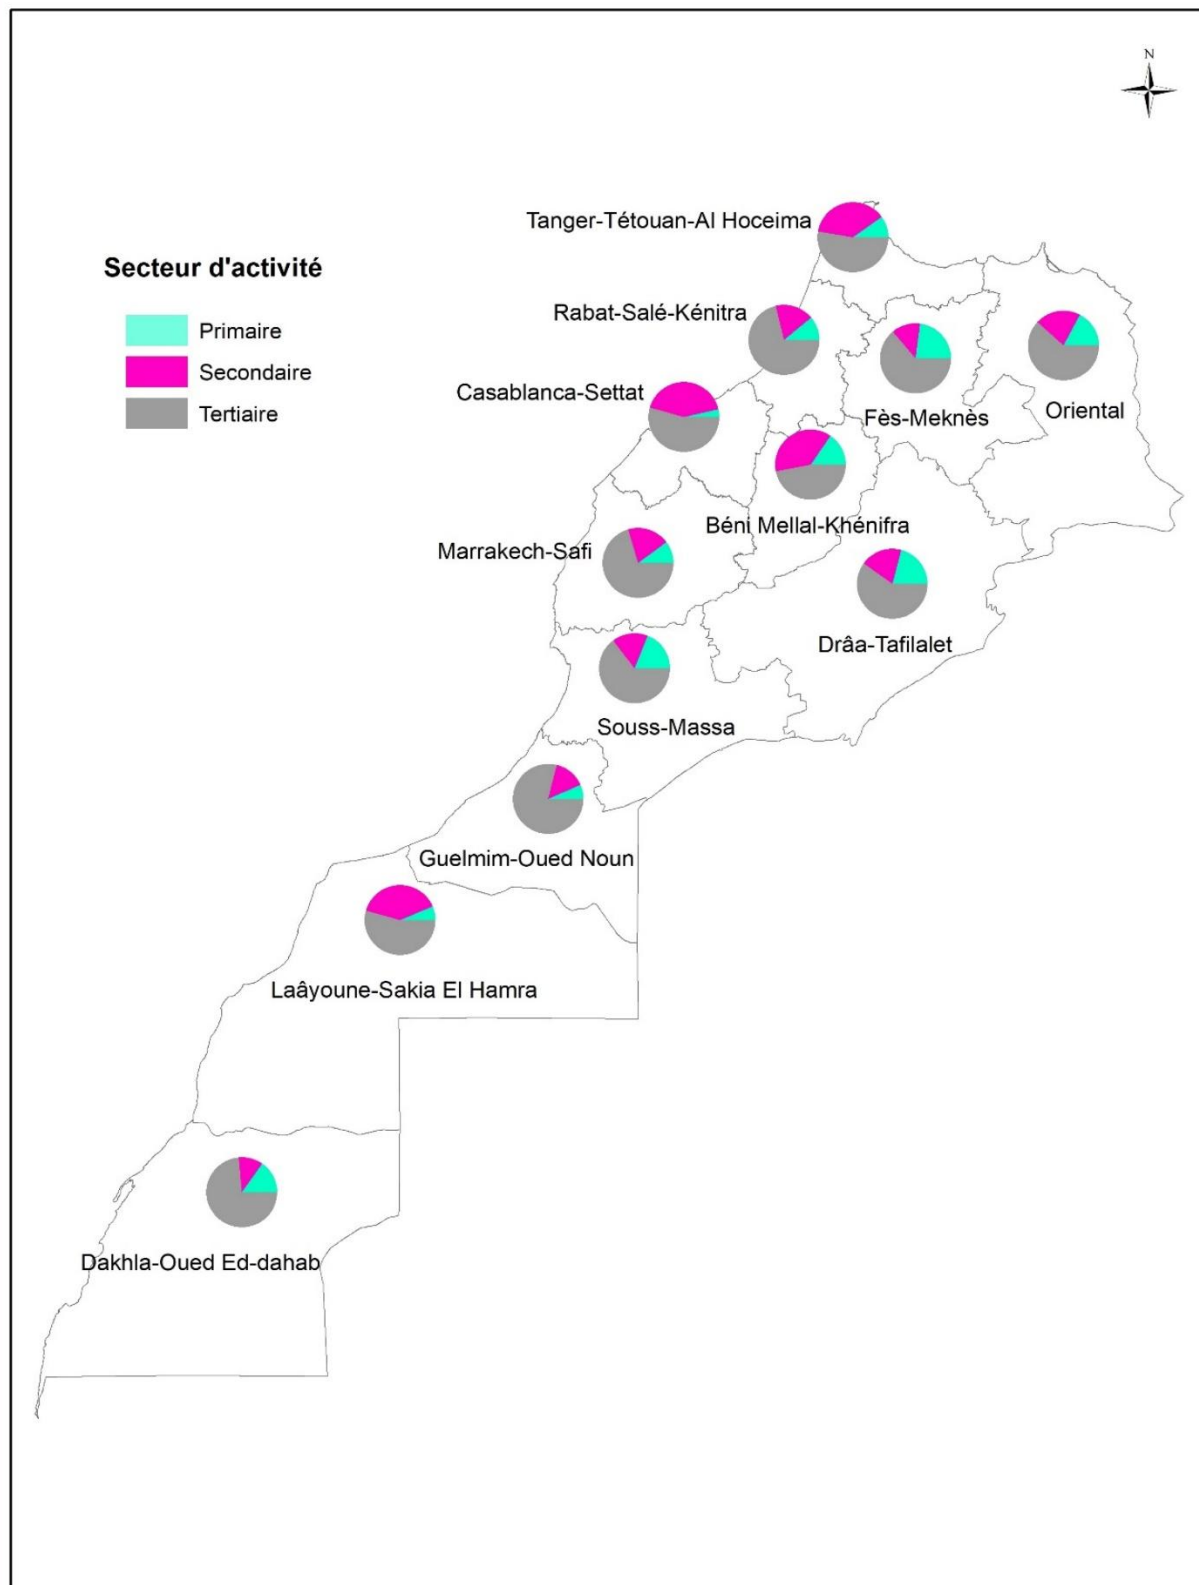 N
Tanger-Tétouan-Al Hoceima
Secteur d'activité
Primaire
Secondaire
Tertiaire
Rabat-Salé-Kénitra
Casablanca-Settat
Fès-Meknès
Oriental
Béni Mellal-Khénifra
Marrakech-Safi
Drâa-Tafilalet
Souss-Massa
Guelmim-Oued Noun
Laâyoune-Sakia El Hamra
Dakhla-Oued Ed-dahab